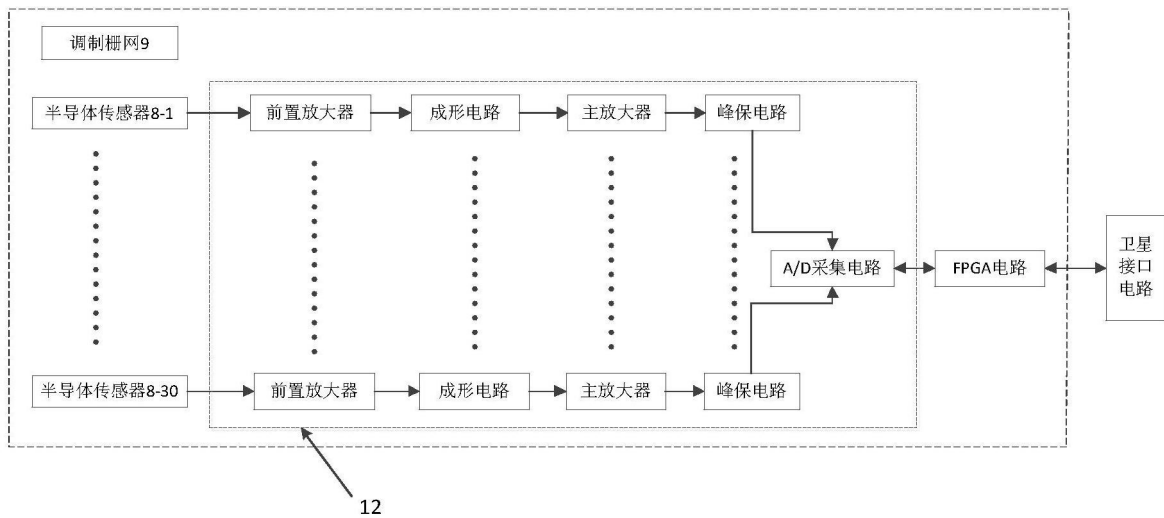 调制栅网9
半导体传感器8-1
前置放大器
成形电路
主放大器
峰保电路
A/D采集电路
FPGA电路
卫星
接口
电路
半导体传感器8-30
前置放大器
成形电路
主放大器
峰保电路
12